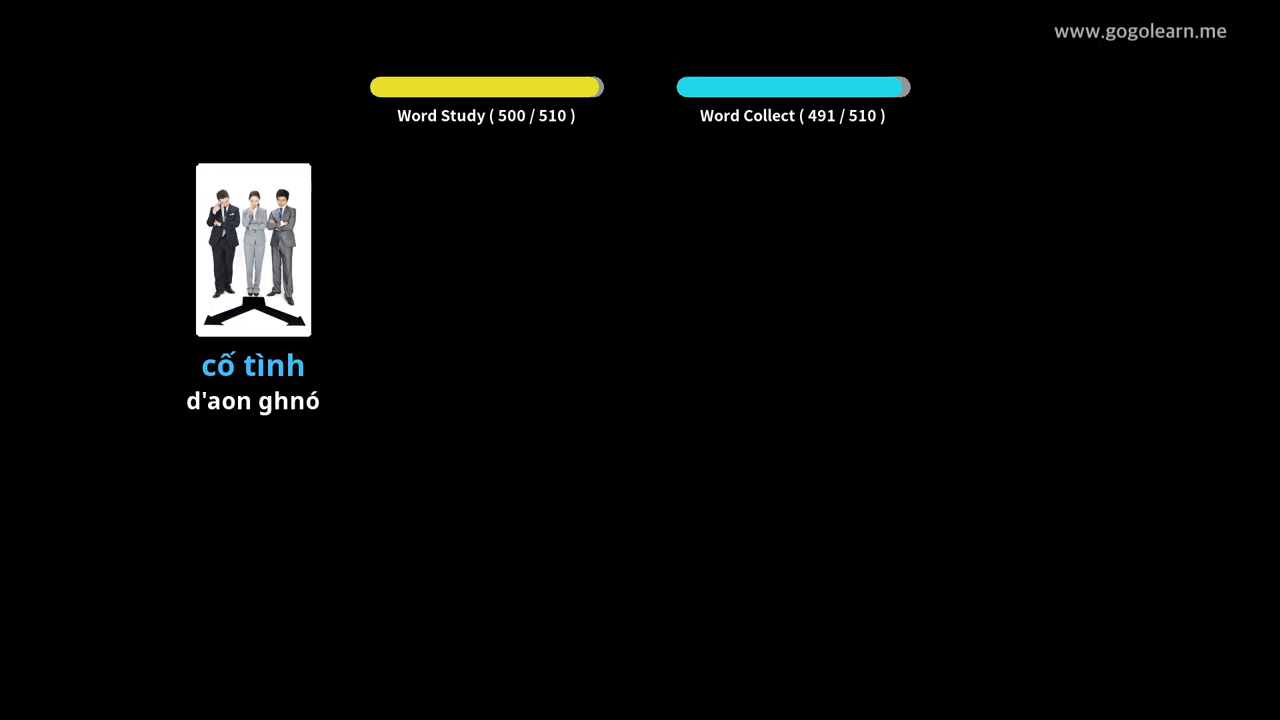 www.gogolearn.me
Word Study ( 500 / 510 )
Word Collect ( 491 / 510 )
cố tình
d'aon ghnó